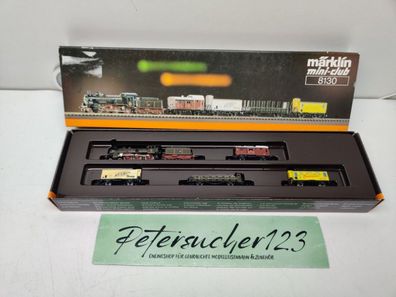 märklin
mini-club
8130
Petersucher123
ONLINESHOP FÜR GEBRAUCHTE MODELLEISENBAHN & ZUBEHÖR